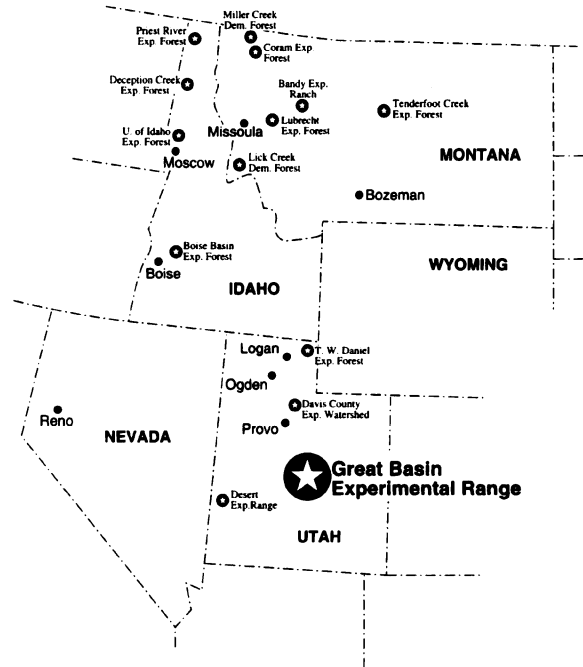 Miller Creek
Dem. Forest
Priest River
Exp. Forest
Coram Exp
Forest
Deception Creek
Exp. Forest
Bandy Exp.
Ranch
Tenderfoot Creek
Exp. Forest
Lubrecht
Exp. Forest
Missoula
U. of Idaho
Exp. Forest
Moscow
Lick Creek
Dem. Forest
MONTANA
Bozeman
Boise Basin
Exp. Forest
Boise
IDAHO
WYOMING
Logan
T. W. Daniel
Exp. Forest
Ogden
Davis County
Exp. Watershed
Reno
Provo
NEVADA
Great Basin
Experimental Range
Desert
Exp.Range
UTAH